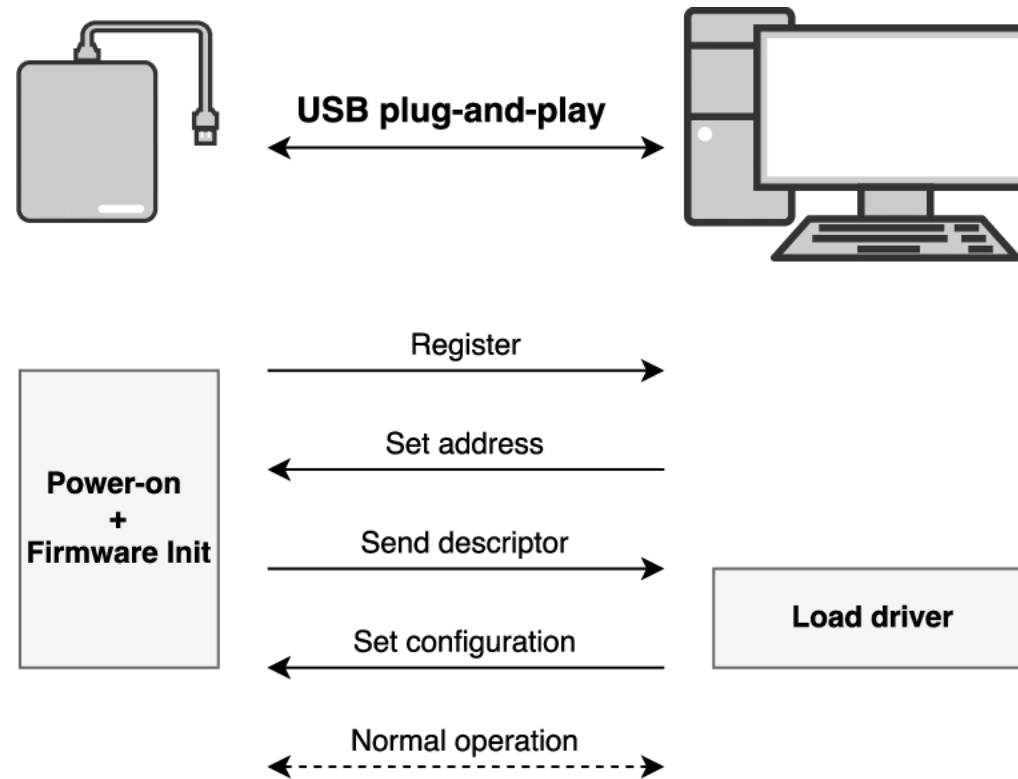 USB plug-and-play
Register
Set address
Power-on
+
Firmware Init
Send descriptor
Load driver
Set configuration
Normal operation